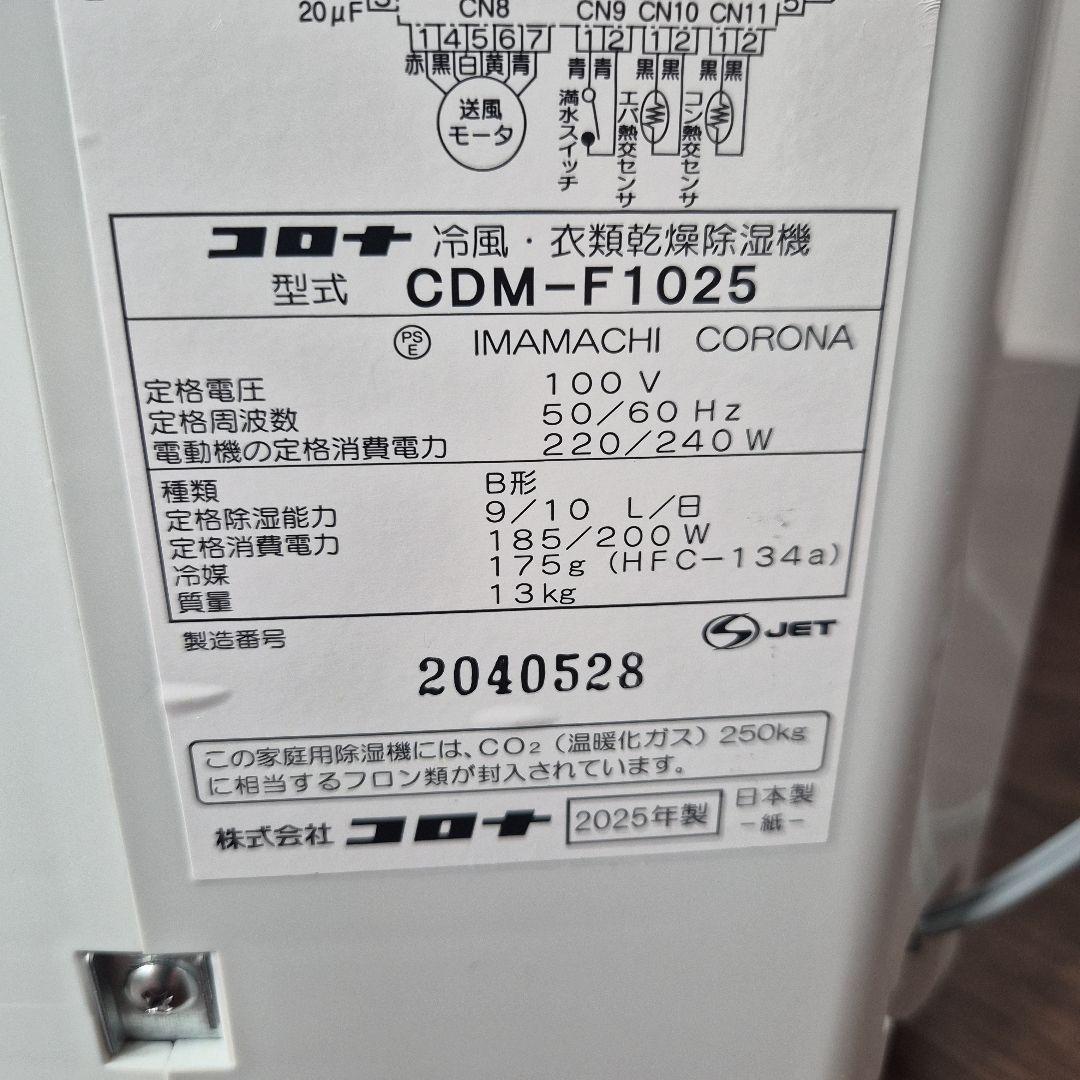 20μF
CN8 CN9 CN10 CN11
1 4 5 6 7 1 2 1 2 1 2
赤 黒 白 黄 青 青 青 黒 黒 黒 黒
送風
モータ
満水スイッチ
エバ熱交センサ
コン熱交センサ
コロナ 冷風・衣類乾燥除湿機
型式 CDM-F1025
PS
E
IMAMACHI CORONA
定格電圧 100 V
定格周波数 50/60 Hz
電動機の定格消費電力 220/240 W
種類 B形
定格除湿能力 9/10 L/日
定格消費電力 185/200 W
冷媒 175g (HFC-134a)
質量 13kg
製造番号 JET
2040528
この家庭用除湿機には、CO₂（温暖化ガス）250kg
に相当するフロン類が封入されています。
株式会社 コロナ 2025年製 日本製
-紙-